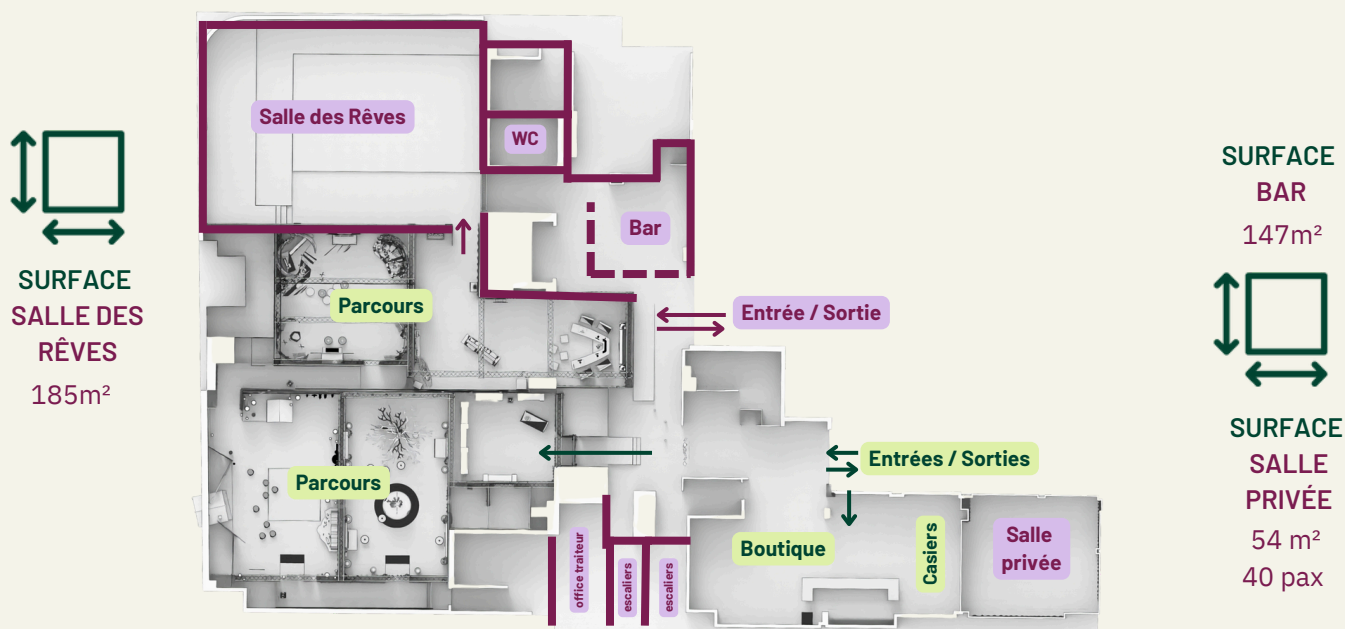 SURFACE
SALLE DES
RÊVES
185m²
Salle des Rêves
WC
Bar
Parcours
Entrée / Sortie
Parcours
Entrées / Sorties
Boutique
Casiers
Salle
privée
office traiteur
escaliers
escaliers
SURFACE
BAR
147m²
SURFACE
SALLE
PRIVÉE
54 m²
40 pax